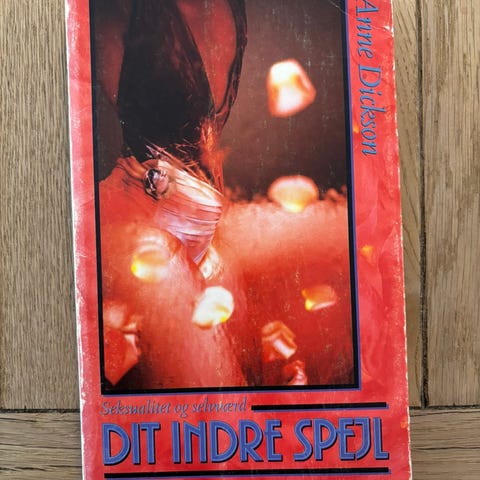 Anne Dickson
Seksualitet og selvværd
DIT INDRE SPEJL